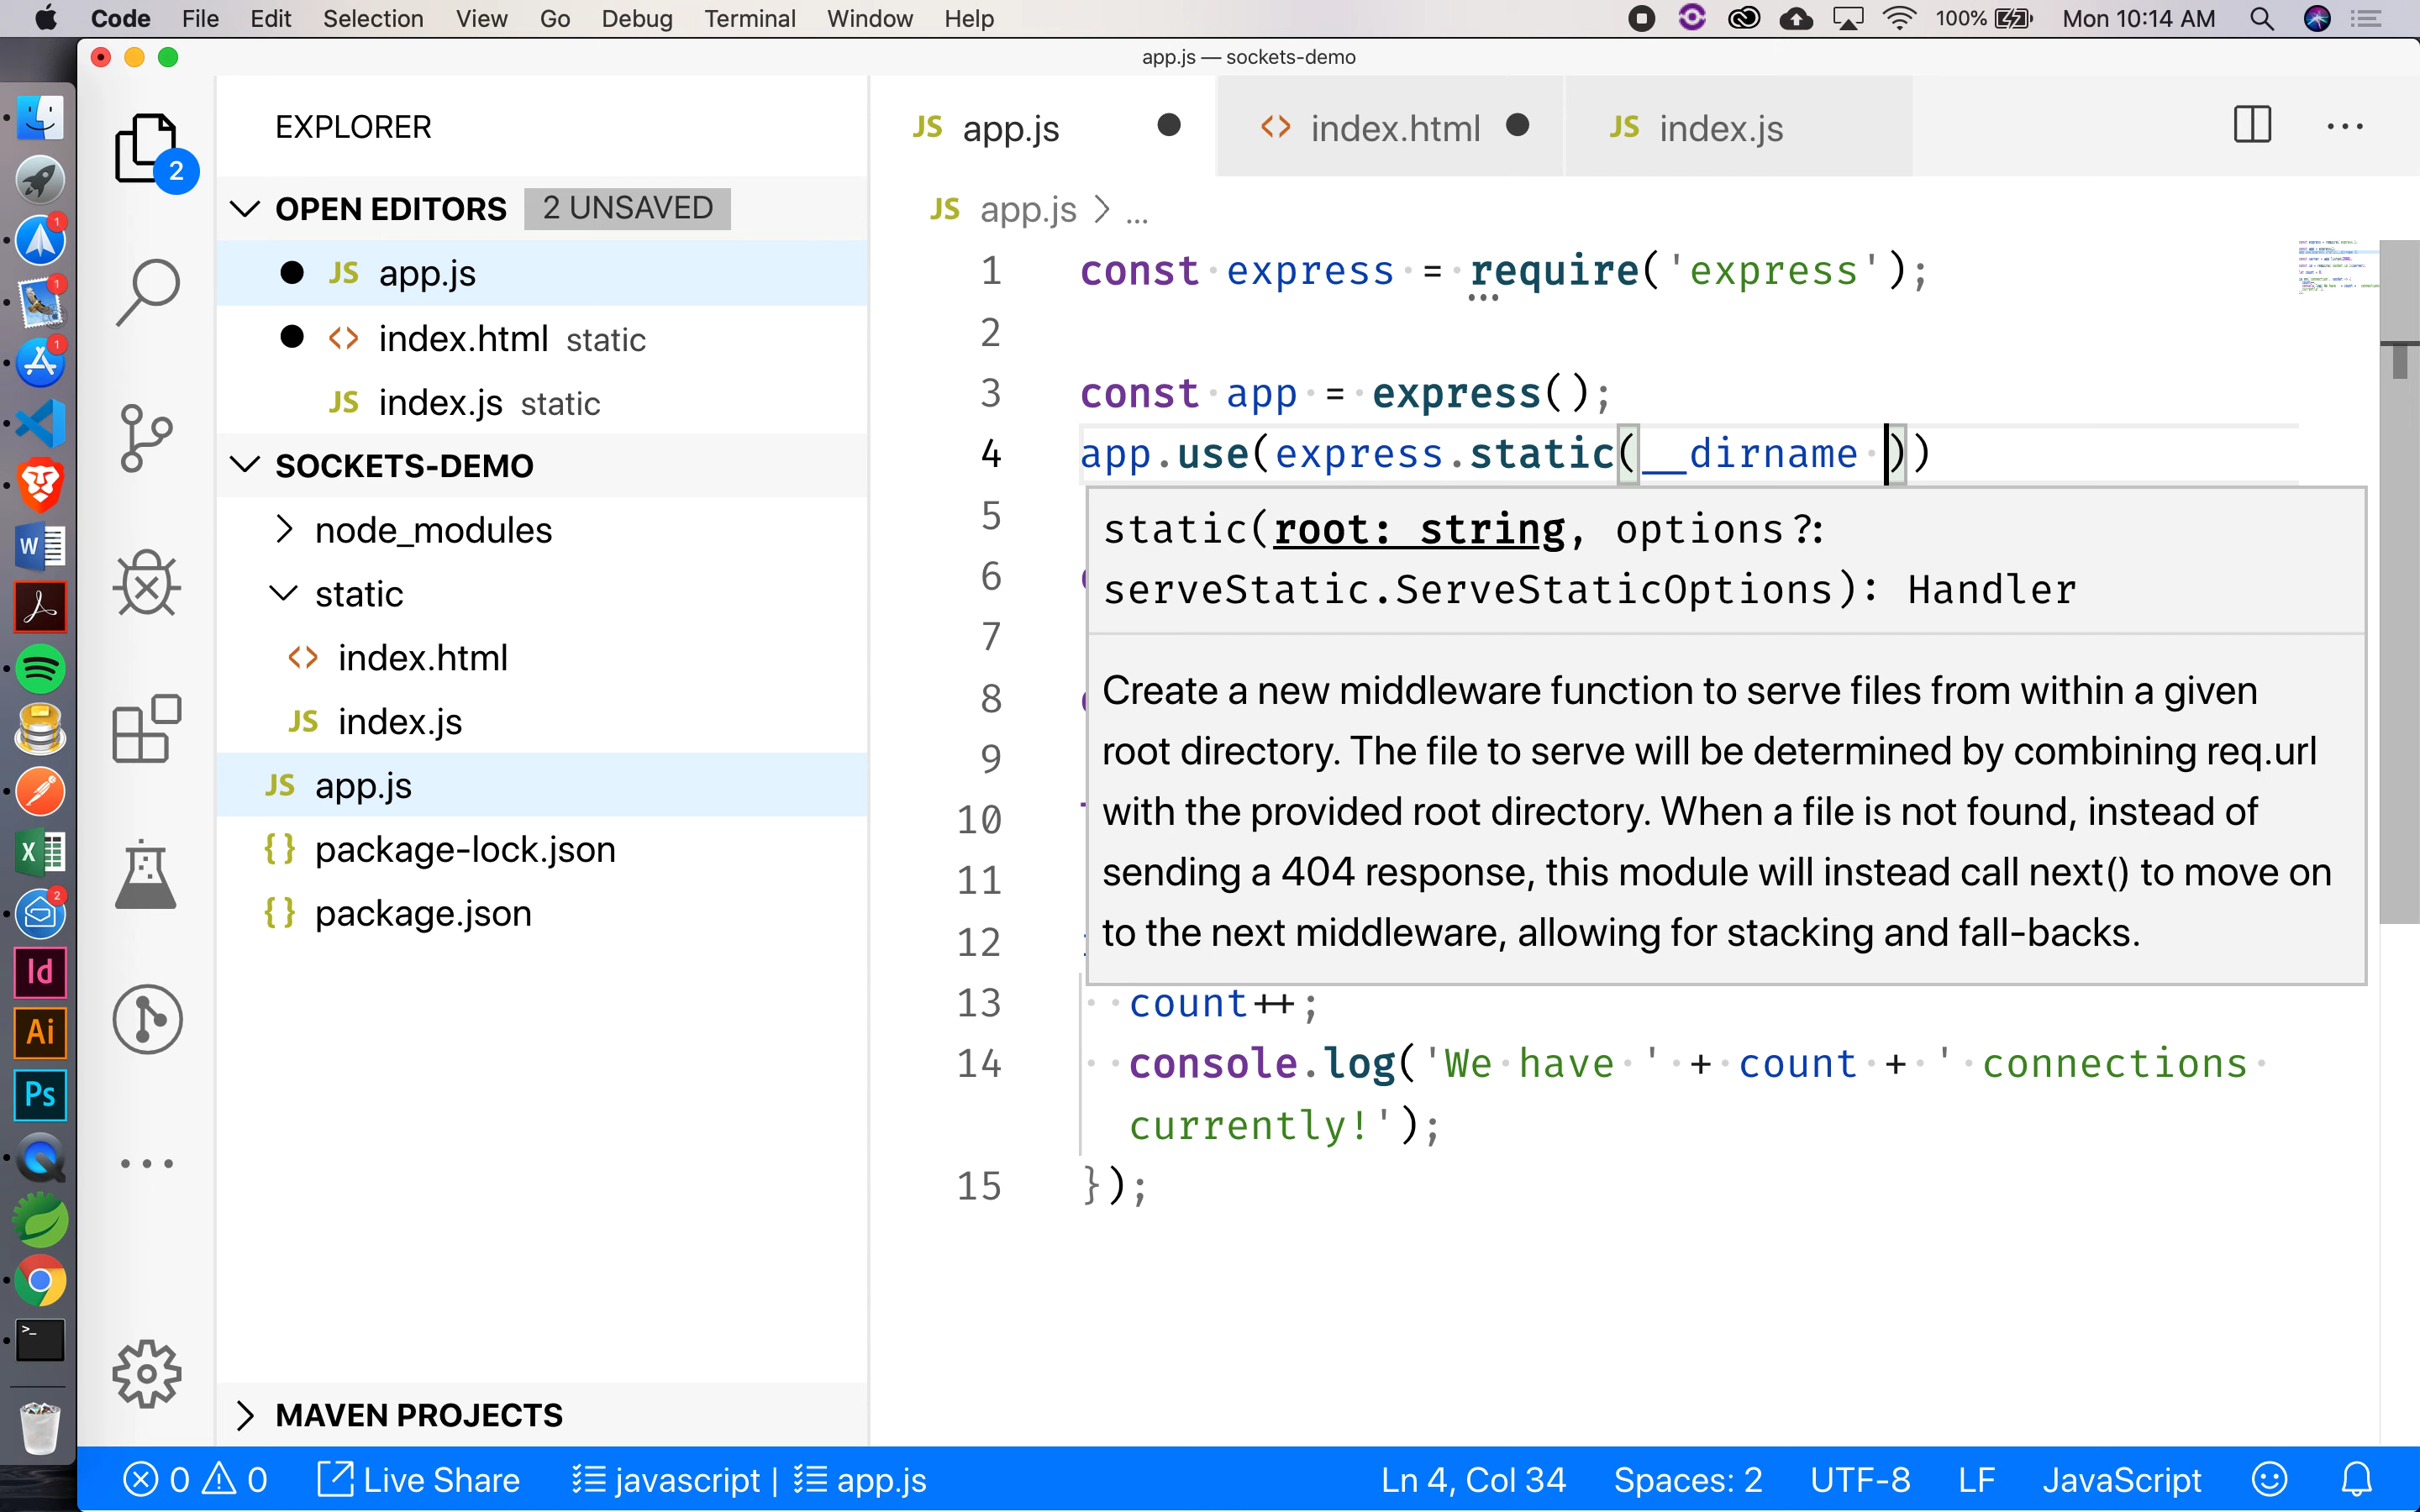 Code File Edit Selection View Go Debug Terminal Window Help 100% Mon 10:14 AM
app.js — sockets-demo
EXPLORER
2
OPEN EDITORS 2 UNSAVED
JS app.js
<> index.html static
JS index.js static
SOCKETS-DEMO
node_modules
static
<> index.html
JS index.js
JS app.js
{} package-lock.json
{} package.json
MAVEN PROJECTS
JS app.js <> index.html JS index.js
JS app.js > ...
1 const express = require('express');
2
3 const app = express();
4 app.use(express.static(__dirname ))
5
6
7
8
9
10
11
12
static(root: string, options?:
serveStatic.ServeStaticOptions): Handler
Create a new middleware function to serve files from within a given
root directory. The file to serve will be determined by combining req.url
with the provided root directory. When a file is not found, instead of
sending a 404 response, this module will instead call next() to move on
to the next middleware, allowing for stacking and fall-backs.
13 count++;
14 console.log('We have ' + count + ' connections
currently!');
15 });
1
1
1
W
X
2
Id
Ai
Ps
>_
0 0 Live Share javascript | app.js Ln 4, Col 34 Spaces: 2 UTF-8 LF JavaScript